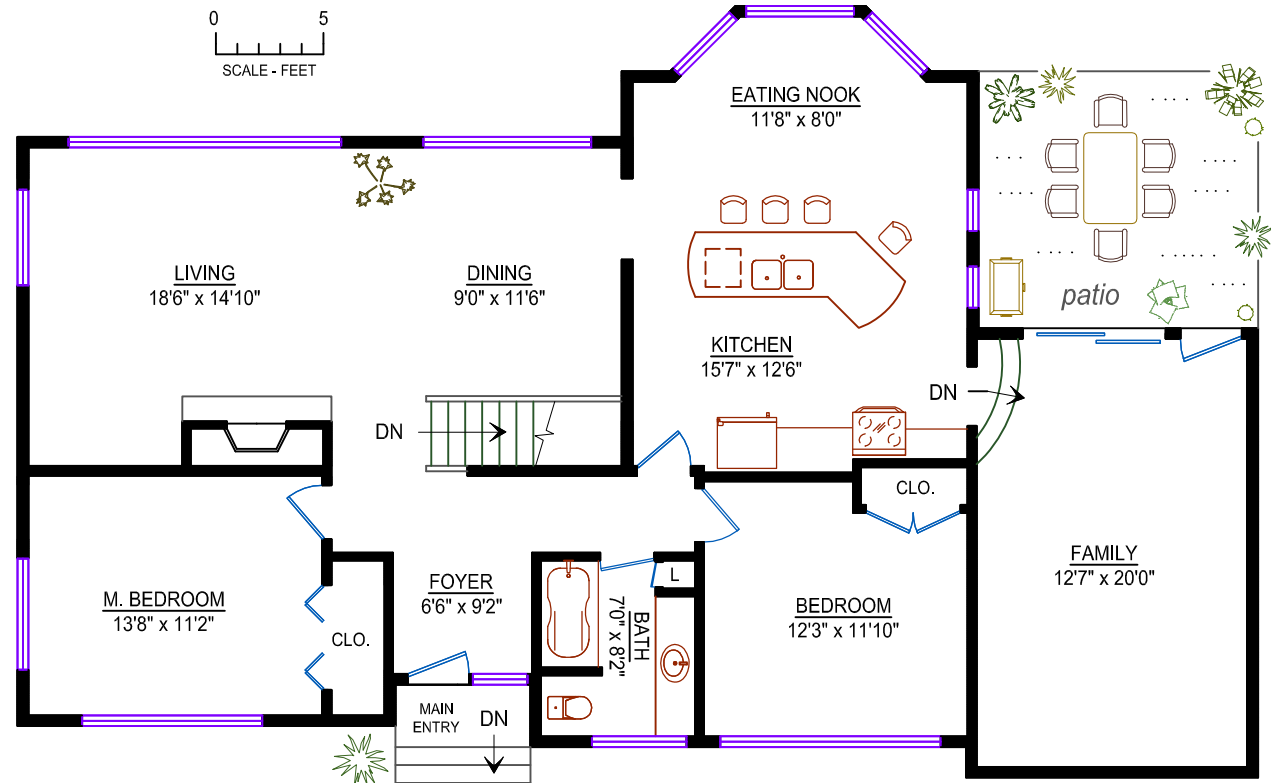 0 5
SCALE - FEET
EATING NOOK
11'8" x 8'0"
LIVING
18'6" x 14'10"
DINING
9'0" x 11'6"
patio
KITCHEN
15'7" x 12'6"
DN
DN
CLO.
FAMILY
12'7" x 20'0"
M. BEDROOM
13'8" x 11'2"
CLO.
FOYER
6'6" x 9'2"
L
BATH
7'0" x 8'2"
BEDROOM
12'3" x 11'10"
MAIN
ENTRY
DN